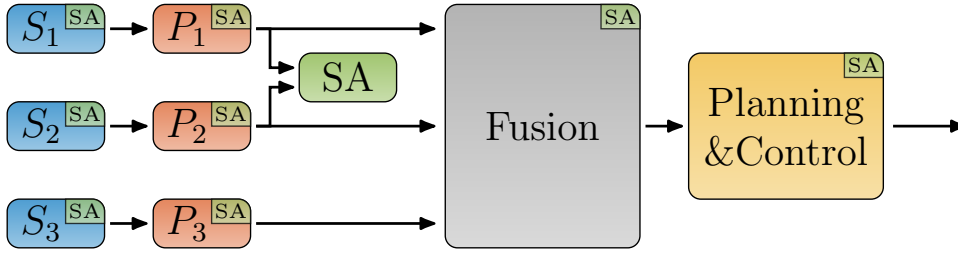 S₁ SA
P₁ SA
SA
S₂ SA
P₂ SA
S₃ SA
P₃ SA
SA
Fusion
SA
Planning
&Control